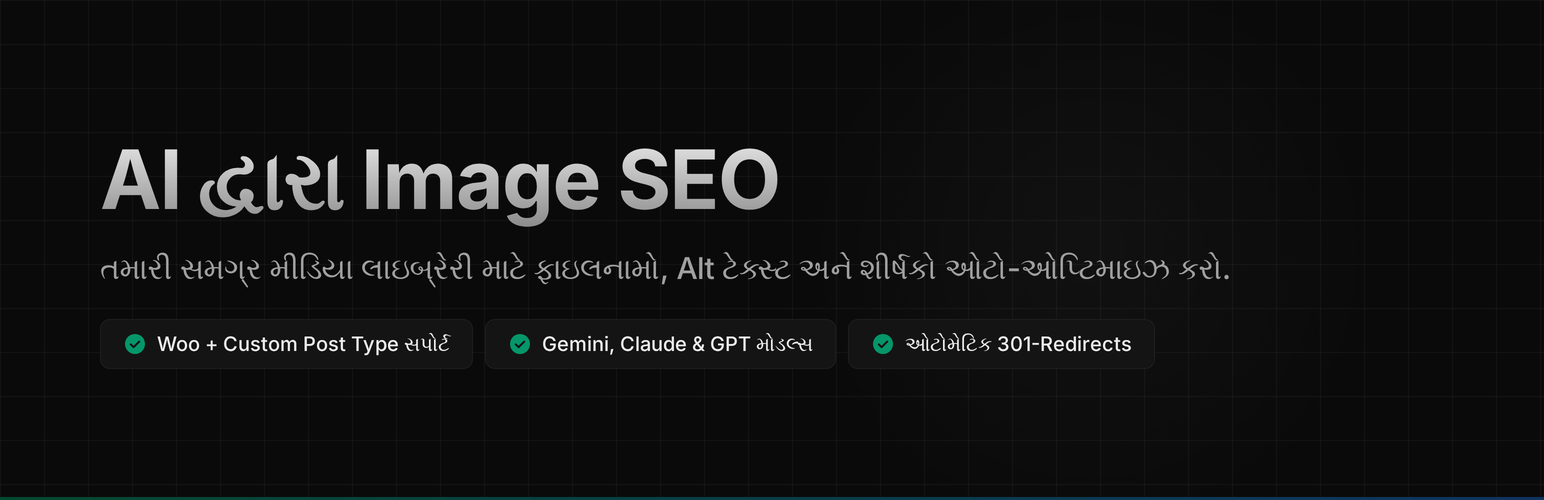 AI દ્વારા Image SEO
તમારી સમગ્ર મીડિયા લાઇબ્રેરી માટે ફાઇલનામો, Alt ટેક્સ્ટ અને શીર્ષકો ઓટો-ઓપ્ટિમાઇઝ કરો.
Woo + Custom Post Type સપોર્ટ
Gemini, Claude & GPT મોડલ્સ
ઓટોમેટિક 301-Redirects